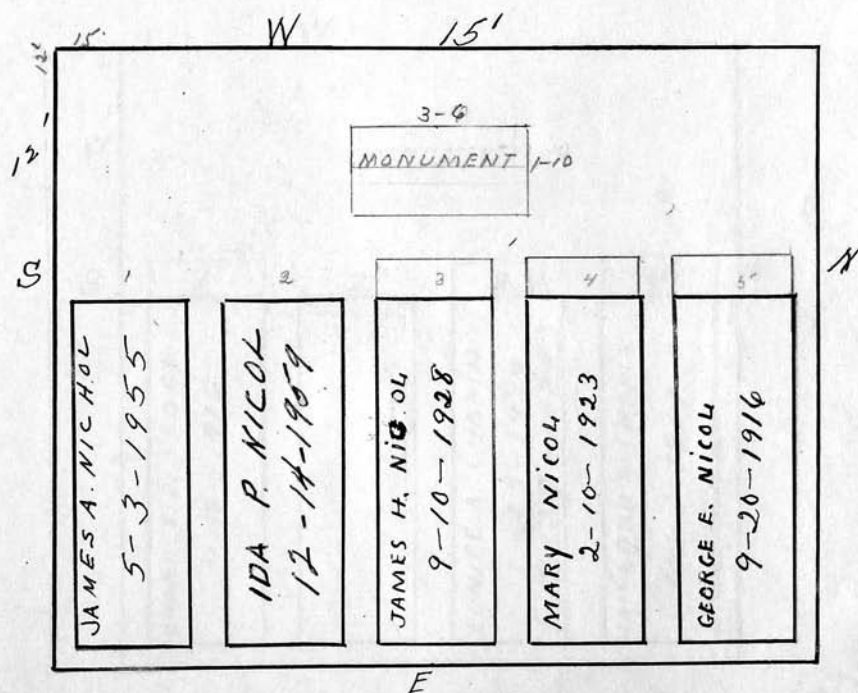 15'
W
15'
12'
12'
3-6
MONUMENT
1-10
S
N
1
2
3
4
5
JAMES A. NICHOL
5-3-1955
IDA P. NICOL
12-14-1959
JAMES H. NICOL
9-10-1928
MARY NICOL
2-10-1923
GEORGE E. NICOL
9-20-1916
E